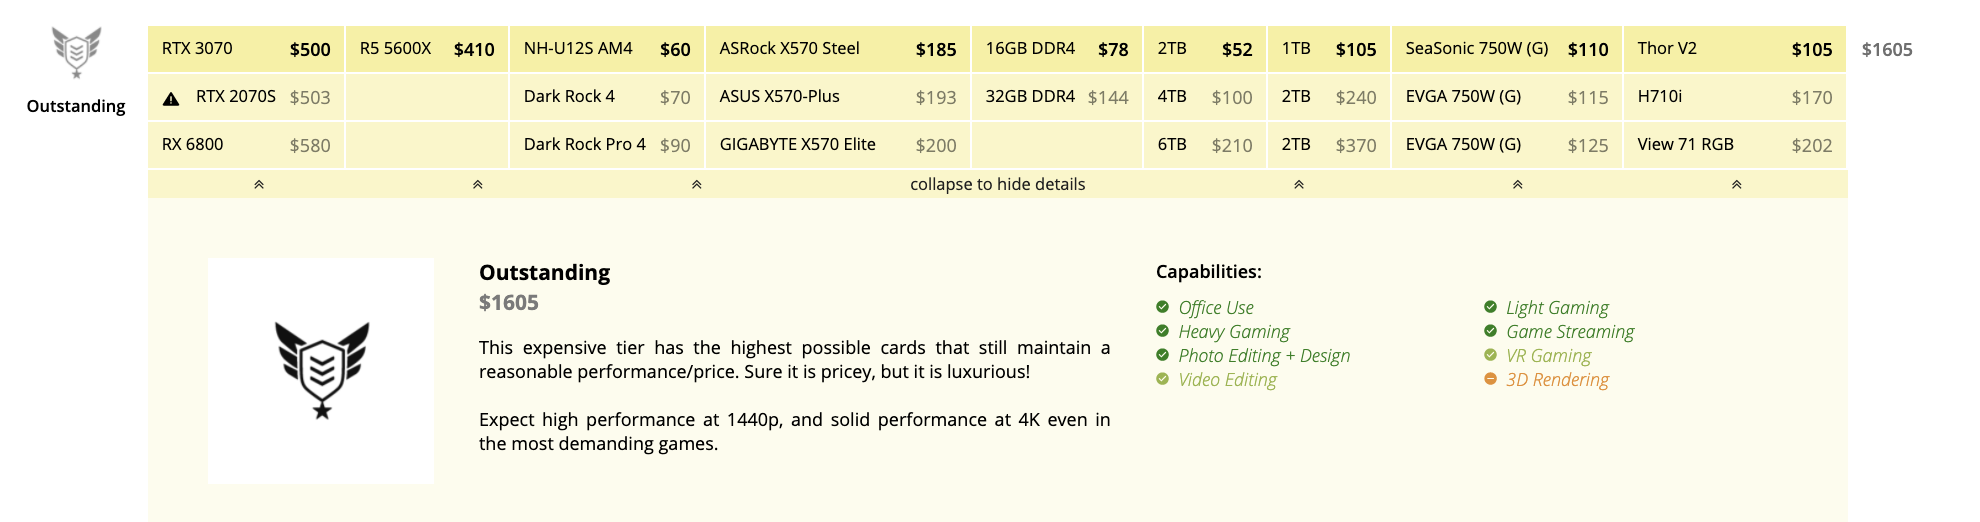 RTX 3070 $500 R5 5600X $410 NH-U12S AM4 $60 ASRock X570 Steel $185 16GB DDR4 $78 2TB $52 1TB $105 SeaSonic 750W (G) $110 Thor V2 $105 $1605
Outstanding RTX 2070S $503 Dark Rock 4 $70 ASUS X570-Plus $193 32GB DDR4 $144 4TB $100 2TB $240 EVGA 750W (G) $115 H710i $170
RX 6800 $580 Dark Rock Pro 4 $90 GIGABYTE X570 Elite $200 6TB $210 2TB $370 EVGA 750W (G) $125 View 71 RGB $202
collapse to hide details
Outstanding
$1605
This expensive tier has the highest possible cards that still maintain a
reasonable performance/price. Sure it is pricey, but it is luxurious!
Expect high performance at 1440p, and solid performance at 4K even in
the most demanding games.
Capabilities:
Office Use
Heavy Gaming
Photo Editing + Design
Video Editing
Light Gaming
Game Streaming
VR Gaming
3D Rendering